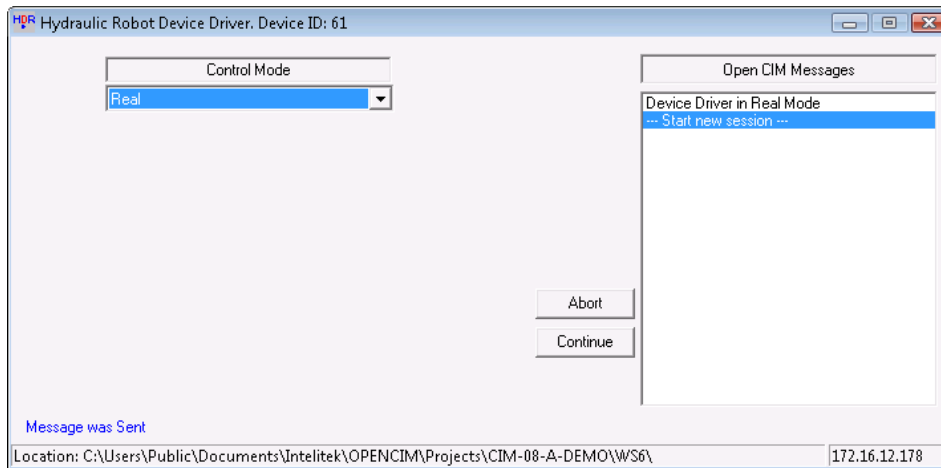 HDR Hydraulic Robot Device Driver. Device ID: 61
Control Mode
Real
Open CIM Messages
Device Driver in Real Mode
--- Start new session ---
Abort
Continue
Message was Sent
Location: C:\Users\Public\Documents\Intelitek\OPENCIM\Projects\CIM-08-A-DEMO\WS6\
172.16.12.178